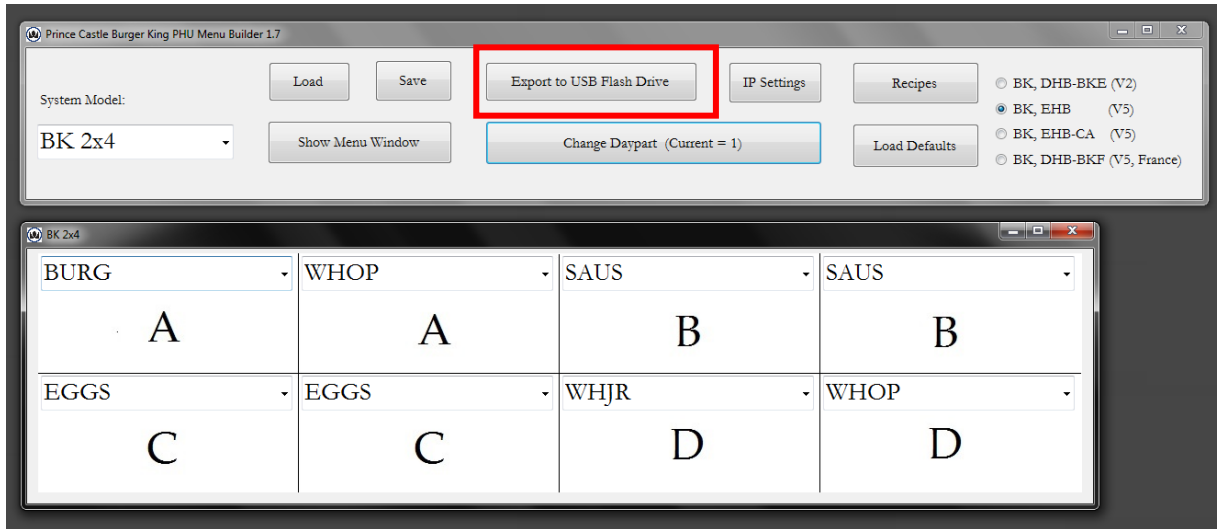 Prince Castle Burger King PHU Menu Builder 1.7
Load Save Export to USB Flash Drive IP Settings Recipes BK, DHB-BKE (V2)
System Model: BK, EHB (V5)
BK 2x4 Show Menu Window Change Daypart (Current = 1) Load Defaults BK, EHB-CA (V5)
BK, DHB-BKF (V5, France)
BK 2x4
BURG WHOP SAUS SAUS
A A B B
EGGS EGGS WHJR WHOP
C C D D